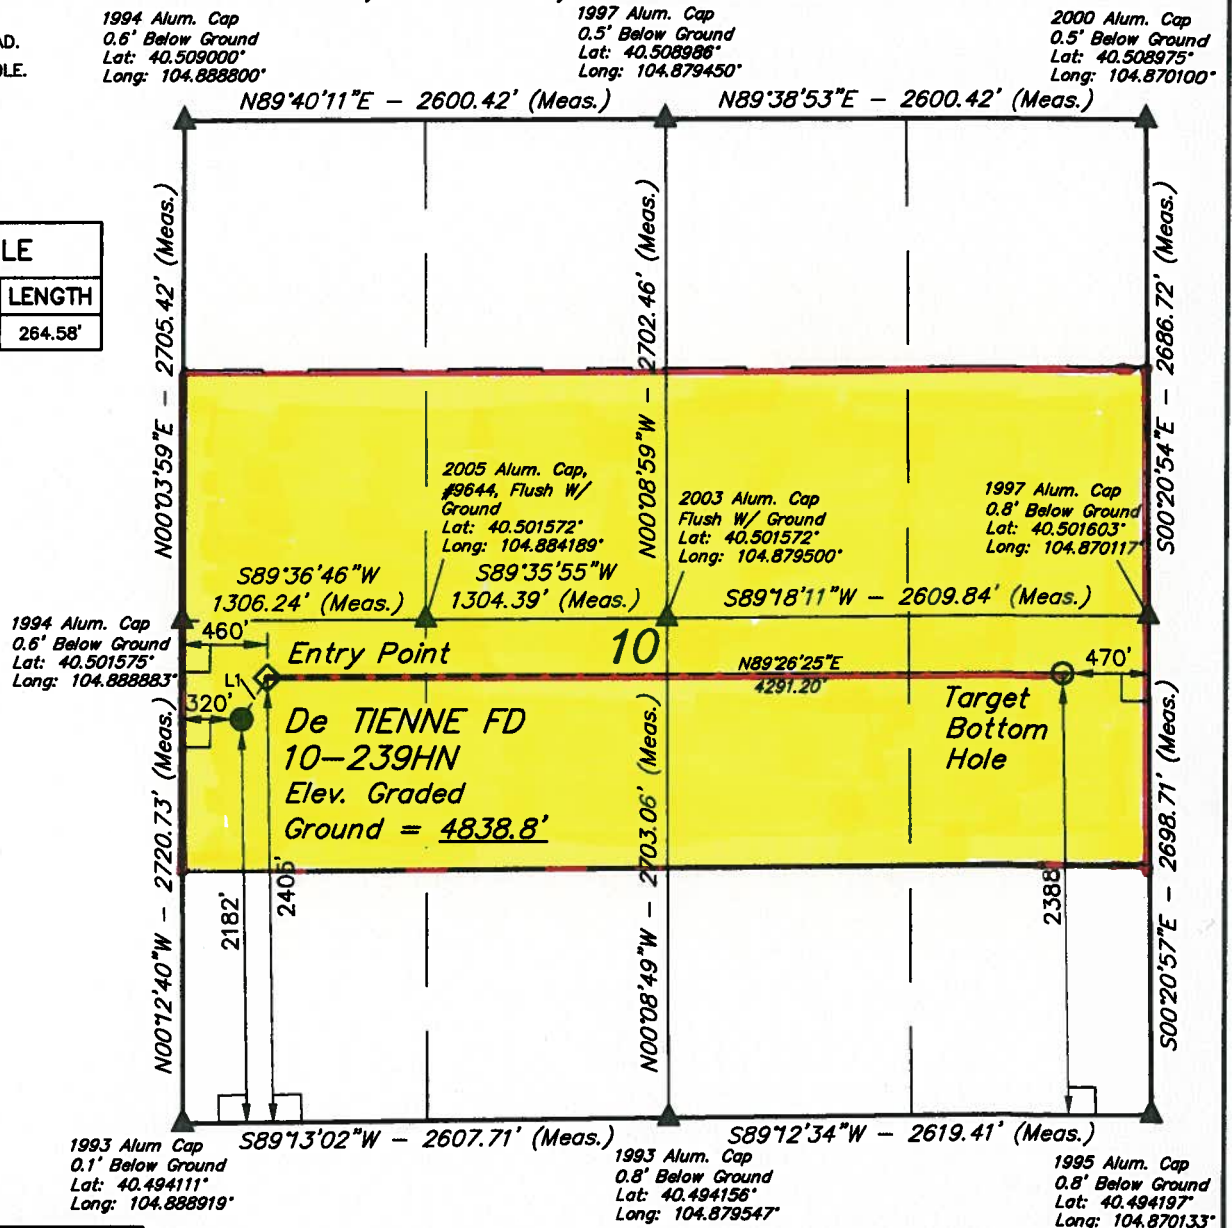 1994 Alum. Cap
0.6' Below Ground
Lat: 40.509000°
Long: 104.888800°
1997 Alum. Cap
0.5' Below Ground
Lat: 40.508986°
Long: 104.879450°
2000 Alum. Cap
0.5' Below Ground
Lat: 40.508975°
Long: 104.870100°
N89°40'11"E – 2600.42' (Meas.)
N89°38'53"E – 2600.42' (Meas.)
LENGTH
264.58'
N00°03'59"E – 2705.42' (Meas.)
N00°08'59"W – 2702.46' (Meas.)
S00°20'54"E – 2686.72' (Meas.)
2005 Alum. Cap,
#9644, Flush W/
Ground
Lat: 40.501572°
Long: 104.884189°
2003 Alum. Cap
Flush W/ Ground
Lat: 40.501572°
Long: 104.879500°
1997 Alum. Cap
0.8' Below Ground
Lat: 40.501603°
Long: 104.870117°
S89°36'46"W
1306.24' (Meas.)
S89°35'55"W
1304.39' (Meas.)
S89°18'11"W – 2609.84' (Meas.)
1994 Alum. Cap
0.6' Below Ground
Lat: 40.501575°
Long: 104.888883°
460'
Entry Point
10
N89°26'25"E
4291.20'
470'
L1
320'
Target
Bottom
Hole
De TIENNE FD
10–239HN
Elev. Graded
Ground = 4838.8'
N00°12'40"W – 2720.73' (Meas.)
2182'
2406'
N00°08'49"W – 2703.06' (Meas.)
2388'
S00°20'57"E – 2698.71' (Meas.)
S89°13'02"W – 2607.71' (Meas.)
S89°12'34"W – 2619.41' (Meas.)
1993 Alum Cap
0.1' Below Ground
Lat: 40.494111°
Long: 104.888919°
1993 Alum. Cap
0.8' Below Ground
Lat: 40.494156°
Long: 104.879547°
1995 Alum. Cap
0.8' Below Ground
Lat: 40.494197°
Long: 104.870133°